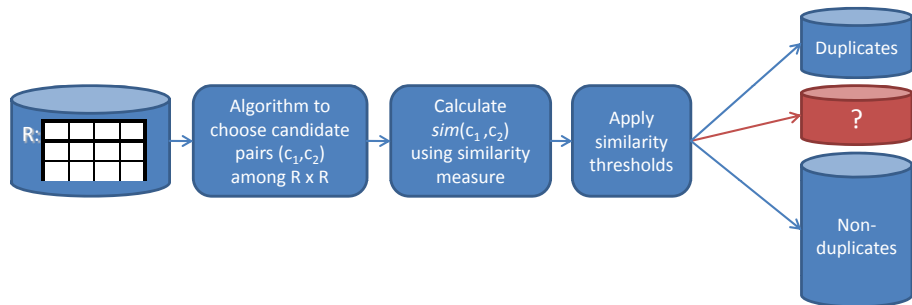 R:
Algorithm to
choose candidate
pairs (c₁,c₂)
among R x R
Calculate
sim(c₁,c₂)
using similarity
measure
Apply
similarity
thresholds
Duplicates
?
Non-
duplicates